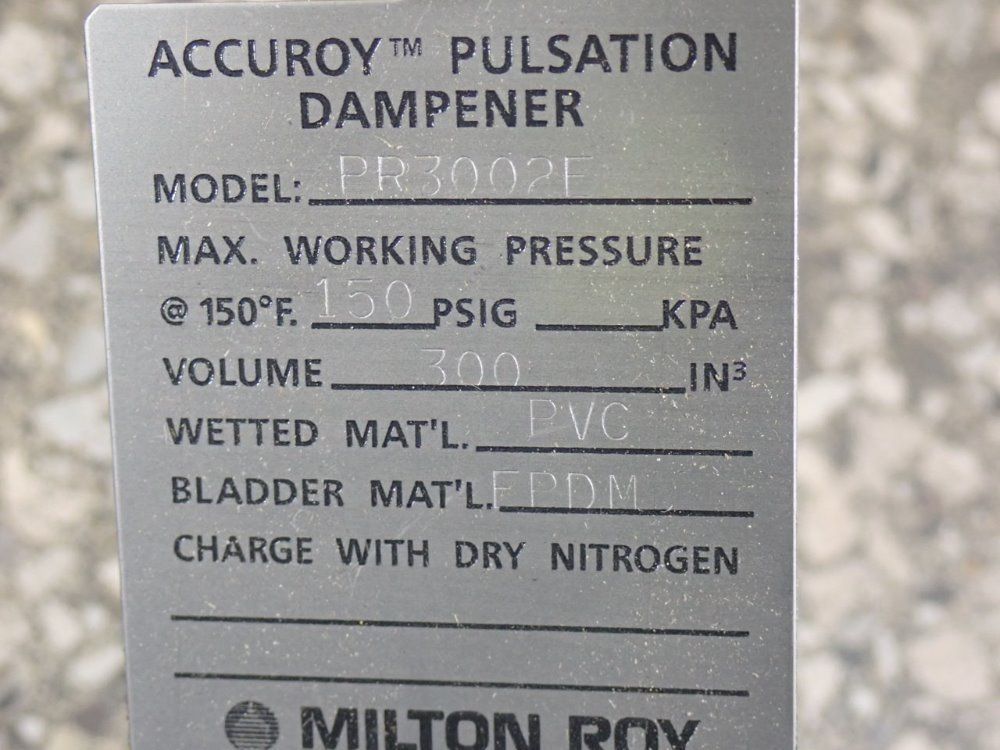 ACCUROY™ PULSATION
DAMPENER
MODEL: PR3002E
MAX. WORKING PRESSURE
@ 150°F. 150 PSIG KPA
VOLUME 300 IN³
WETTED MAT'L. PVC
BLADDER MAT'L. EPDM
CHARGE WITH DRY NITROGEN
MILTON ROY